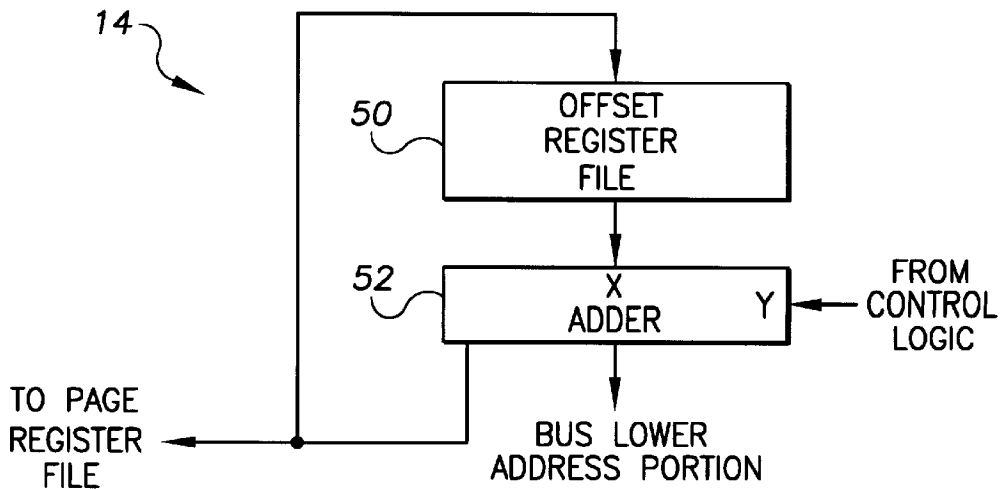 14
50
OFFSET
REGISTER
FILE
52
X
ADDER
Y
FROM
CONTROL
LOGIC
TO PAGE
REGISTER
FILE
BUS LOWER
ADDRESS PORTION